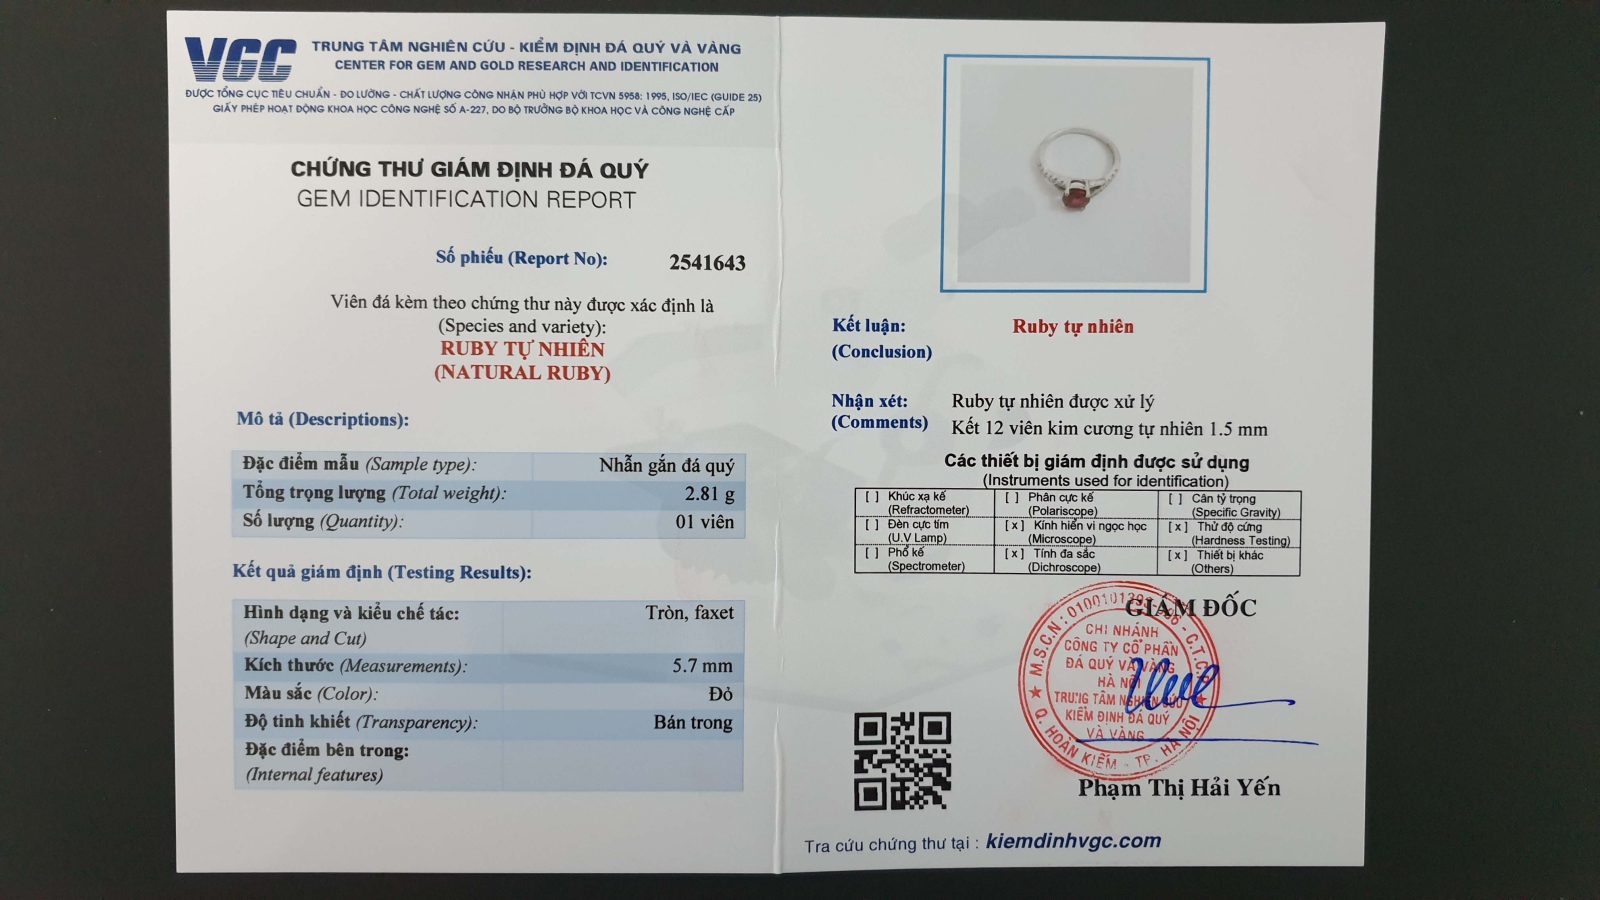 VGC
TRUNG TÂM NGHIÊN CỨU - KIỂM ĐỊNH ĐÁ QUÝ VÀ VÀNG
CENTER FOR GEM AND GOLD RESEARCH AND IDENTIFICATION
ĐƯỢC TỔNG CỤC TIÊU CHUẨN - ĐO LƯỜNG - CHẤT LƯỢNG CÔNG NHẬN PHÙ HỢP VỚI TCVN 5958: 1995, ISO/IEC (GUIDE 25)
GIẤY PHÉP HOẠT ĐỘNG KHOA HỌC CÔNG NGHỆ SỐ A-227, DO BỘ TRƯỞNG BỘ KHOA HỌC VÀ CÔNG NGHỆ CẤP
CHỨNG THƯ GIÁM ĐỊNH ĐÁ QUÝ
GEM IDENTIFICATION REPORT
Số phiếu (Report No): 2541643
Viên đá kèm theo chứng thư này được xác định là
(Species and variety):
RUBY TỰ NHIÊN
(NATURAL RUBY)
Mô tả (Descriptions):
Đặc điểm mẫu (Sample type): Nhẫn gắn đá quý
Tổng trọng lượng (Total weight): 2.81 g
Số lượng (Quantity): 01 viên
Kết quả giám định (Testing Results):
Hình dạng và kiểu chế tác: Tròn, faxet
(Shape and Cut)
Kích thước (Measurements): 5.7 mm
Màu sắc (Color): Đỏ
Độ tinh khiết (Transparency): Bán trong
Đặc điểm bên trong:
(Internal features)
Kết luận: Ruby tự nhiên
(Conclusion)
Nhận xét: Ruby tự nhiên được xử lý
(Comments) Kết 12 viên kim cương tự nhiên 1.5 mm
Các thiết bị giám định được sử dụng
(Instruments used for identification)
[ ] Khúc xạ kế [ ] Phân cực kế [ ] Cân tỷ trọng
(Refractometer) (Polariscope) (Specific Gravity)
[ ] Đèn cực tím [x] Kính hiển vi ngọc học [x] Thử độ cứng
(U.V Lamp) (Microscope) (Hardness Testing)
[ ] Phổ kế [x] Tính đa sắc [x] Thiết bị khác
(Spectrometer) (Dichroscope) (Others)
GIÁM ĐỐC
M.S.C.N: 0100101393 - C.T.C.P
CHI NHÁNH
CÔNG TY CỔ PHẦN
ĐÁ QUÝ VÀ VÀNG
HÀ NỘI
TRUNG TÂM NGHIÊN CỨU
KIỂM ĐỊNH ĐÁ QUÝ
VÀ VÀNG
Q. HOÀN KIẾM - TP. HÀ NỘI
Phạm Thị Hải Yến
Tra cứu chứng thư tại : kiemdinhvgc.com